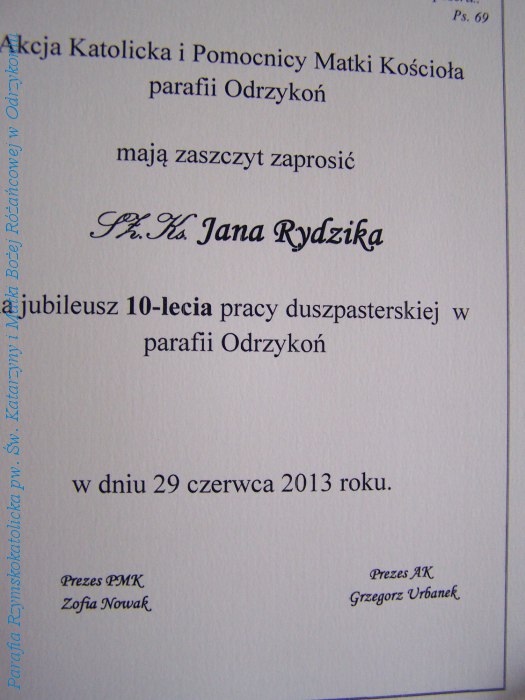 Ps. 69
Akcja Katolicka i Pomocnicy Matki Kościoła
parafii Odrzykoń
mają zaszczyt zaprosić
Sz. Ks. Jana Rydzika
na jubileusz 10-lecia pracy duszpasterskiej w
parafii Odrzykoń
w dniu 29 czerwca 2013 roku.
Prezes PMK
Zofia Nowak
Prezes AK
Grzegorz Urbanek
Parafia Rzymskokatolicka pw. Św. Katarzyny i Matki Bożej Różańcowej w Odrzykoniu